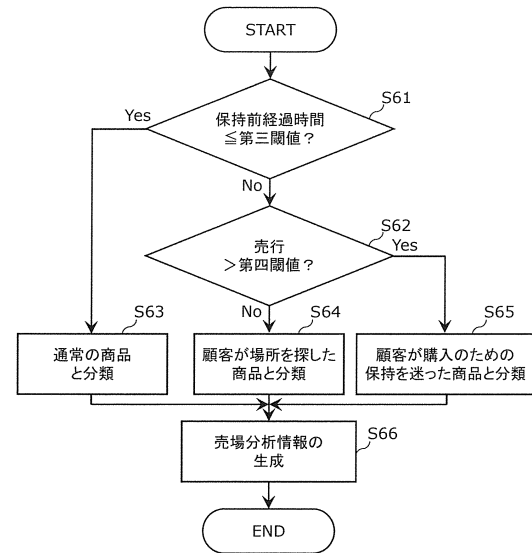 START
S61
保持前経過時間
≦第三閾値？
Yes
No
S62
売行
＞第四閾値？
Yes
No
S63
通常の商品
と分類
S64
顧客が場所を探した
商品と分類
S65
顧客が購入のための
保持を迷った商品と分類
S66
売場分析情報の
生成
END